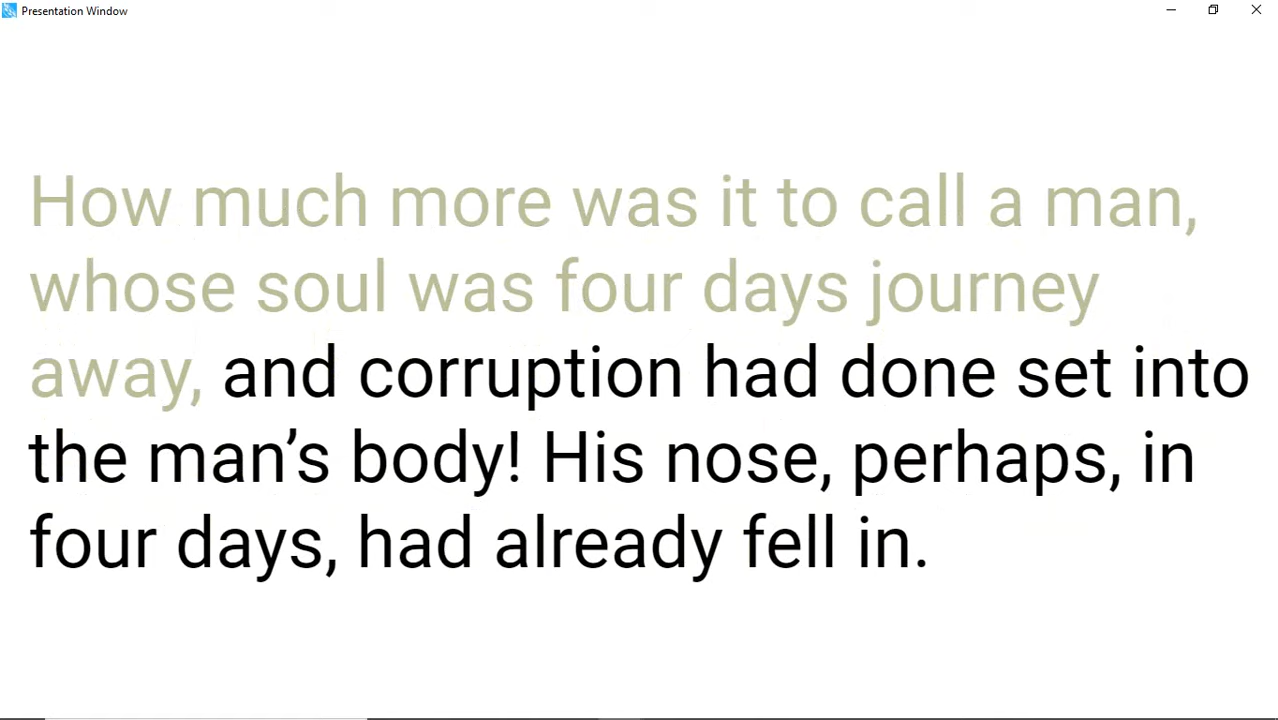 Presentation Window
How much more was it to call a man,
whose soul was four days journey
away, and corruption had done set into
the man’s body! His nose, perhaps, in
four days, had already fell in.